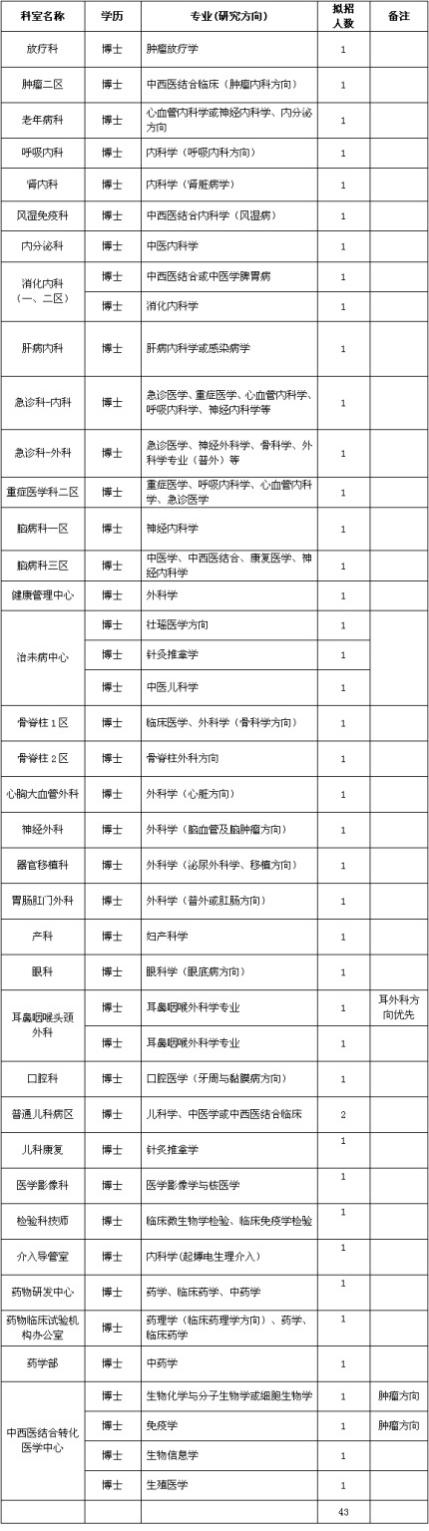 科室名称 学历 专业(研究方向) 拟招人数 备注
放疗科 博士 肿瘤放疗学 1
肿瘤二区 博士 中西医结合临床（肿瘤内科方向） 1
老年病科 博士 心血管内科学或神经内科学、内分泌方向 1
呼吸内科 博士 内科学（呼吸内科方向） 1
肾内科 博士 内科学（肾脏病学） 1
风湿免疫科 博士 中西医结合内科学（风湿病） 1
内分泌科 博士 中医内科学 1
消化内科（一、二区） 博士 中西医结合或中医学脾胃病 1
博士 消化内科学 1
肝病内科 博士 肝病内科学或感染病学 1
急诊科-内科 博士 急诊医学、重症医学、心血管内科学、呼吸内科学、神经内科学等 1
急诊科-外科 博士 急诊医学、神经外科学、骨科学、外科学专业（普外）等 1
重症医学科二区 博士 重症医学、呼吸内科学、心血管内科学、急诊医学 1
脑病科一区 博士 神经内科学 1
脑病科三区 博士 中医学、中西医结合、康复医学、神经内科学 1
健康管理中心 博士 外科学 1
治未病中心 博士 壮瑶医学方向 1
博士 针灸推拿学 1
博士 中医儿科学 1
骨脊柱1区 博士 临床医学、外科学（骨科学方向） 1
骨脊柱2区 博士 骨脊柱外科方向 1
心胸大血管外科 博士 外科学（心脏方向） 1
神经外科 博士 外科学（脑血管及脑肿瘤方向） 1
器官移植科 博士 外科学（泌尿外科学、移植方向） 1
胃肠肛门外科 博士 外科学（普外或肛肠方向） 1
产科 博士 妇产科学 1
眼科 博士 眼科学（眼底病方向） 1
耳鼻咽喉头颈外科 博士 耳鼻咽喉外科学专业 1 耳外科方向优先
博士 耳鼻咽喉外科学专业 1
口腔科 博士 口腔医学（牙周与黏膜病方向） 1
普通儿科病区 博士 儿科学、中医学或中西医结合临床 2
儿科康复 博士 针灸推拿学 1
医学影像科 博士 医学影像学与核医学 1
检验科技师 博士 临床微生物学检验、临床免疫学检验 1
介入导管室 博士 内科学(起搏电生理介入） 1
药物研发中心 博士 药学、临床药学、中药学 1
药物临床试验机构办公室 博士 药理学（临床药理学方向）、药学、临床药学 1
药学部 博士 中药学 1
中西医结合转化医学中心 博士 生物化学与分子生物学或细胞生物学 1 肿瘤方向
博士 免疫学 1 肿瘤方向
博士 生物信息学 1
博士 生殖医学 1
43